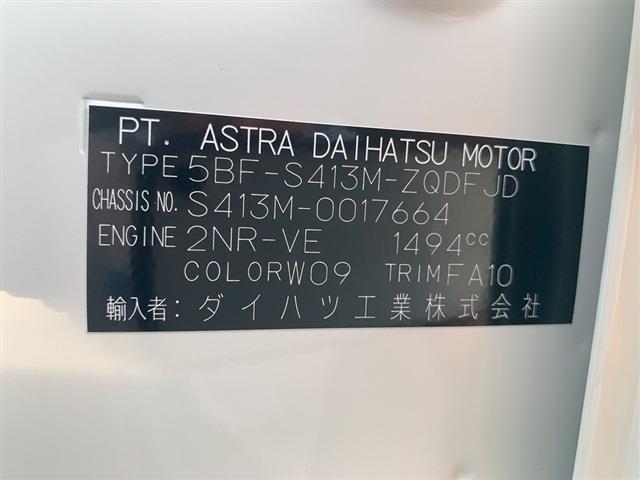 PT. ASTRA DAIHATSU MOTOR
TYPE 5BF-S413M-ZQDFJD
CHASSIS NO. S413M-0017664
ENGINE 2NR-VE 1494cc
COLOR W09 TRIM FA10
輸入者: ダイハツ工業株式会社